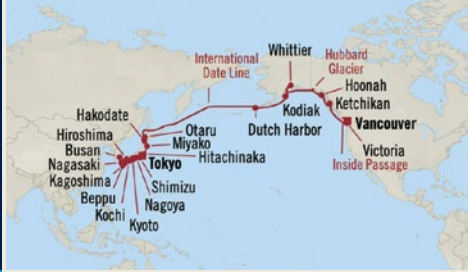 Whittier
International
Date Line
Hubbard
Glacier
Hoonah
Ketchikan
Kodiak
Vancouver
Dutch Harbor
Victoria
Inside Passage
Hakodate
Otaru
Hiroshima
Miyako
Busan
Hitachinaka
Nagasaki
Tokyo
Kagoshima
Shimizu
Beppu
Nagoya
Kochi
Kyoto